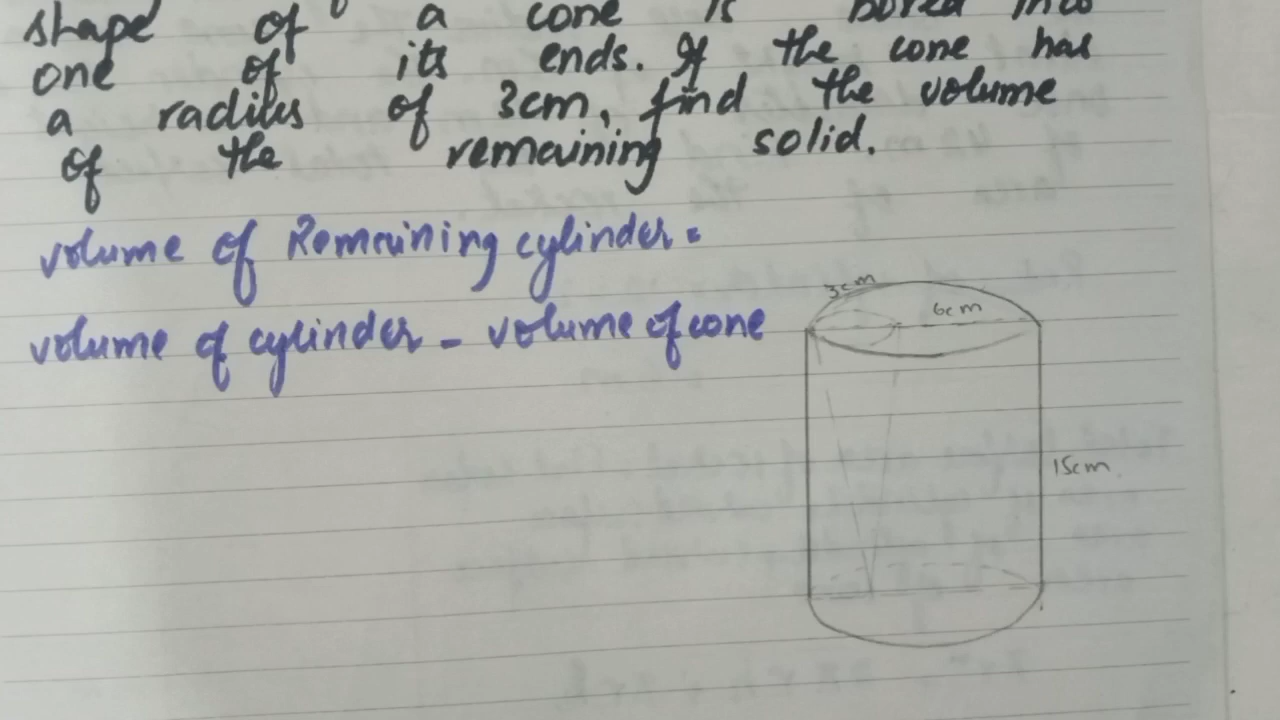 shape of a cone is bored into
one of its ends. If the cone has
a radius of 3cm, find the volume
of the remaining solid.
volume of Remaining cylinder =
volume of cylinder - volume of cone
3cm
6cm
15cm